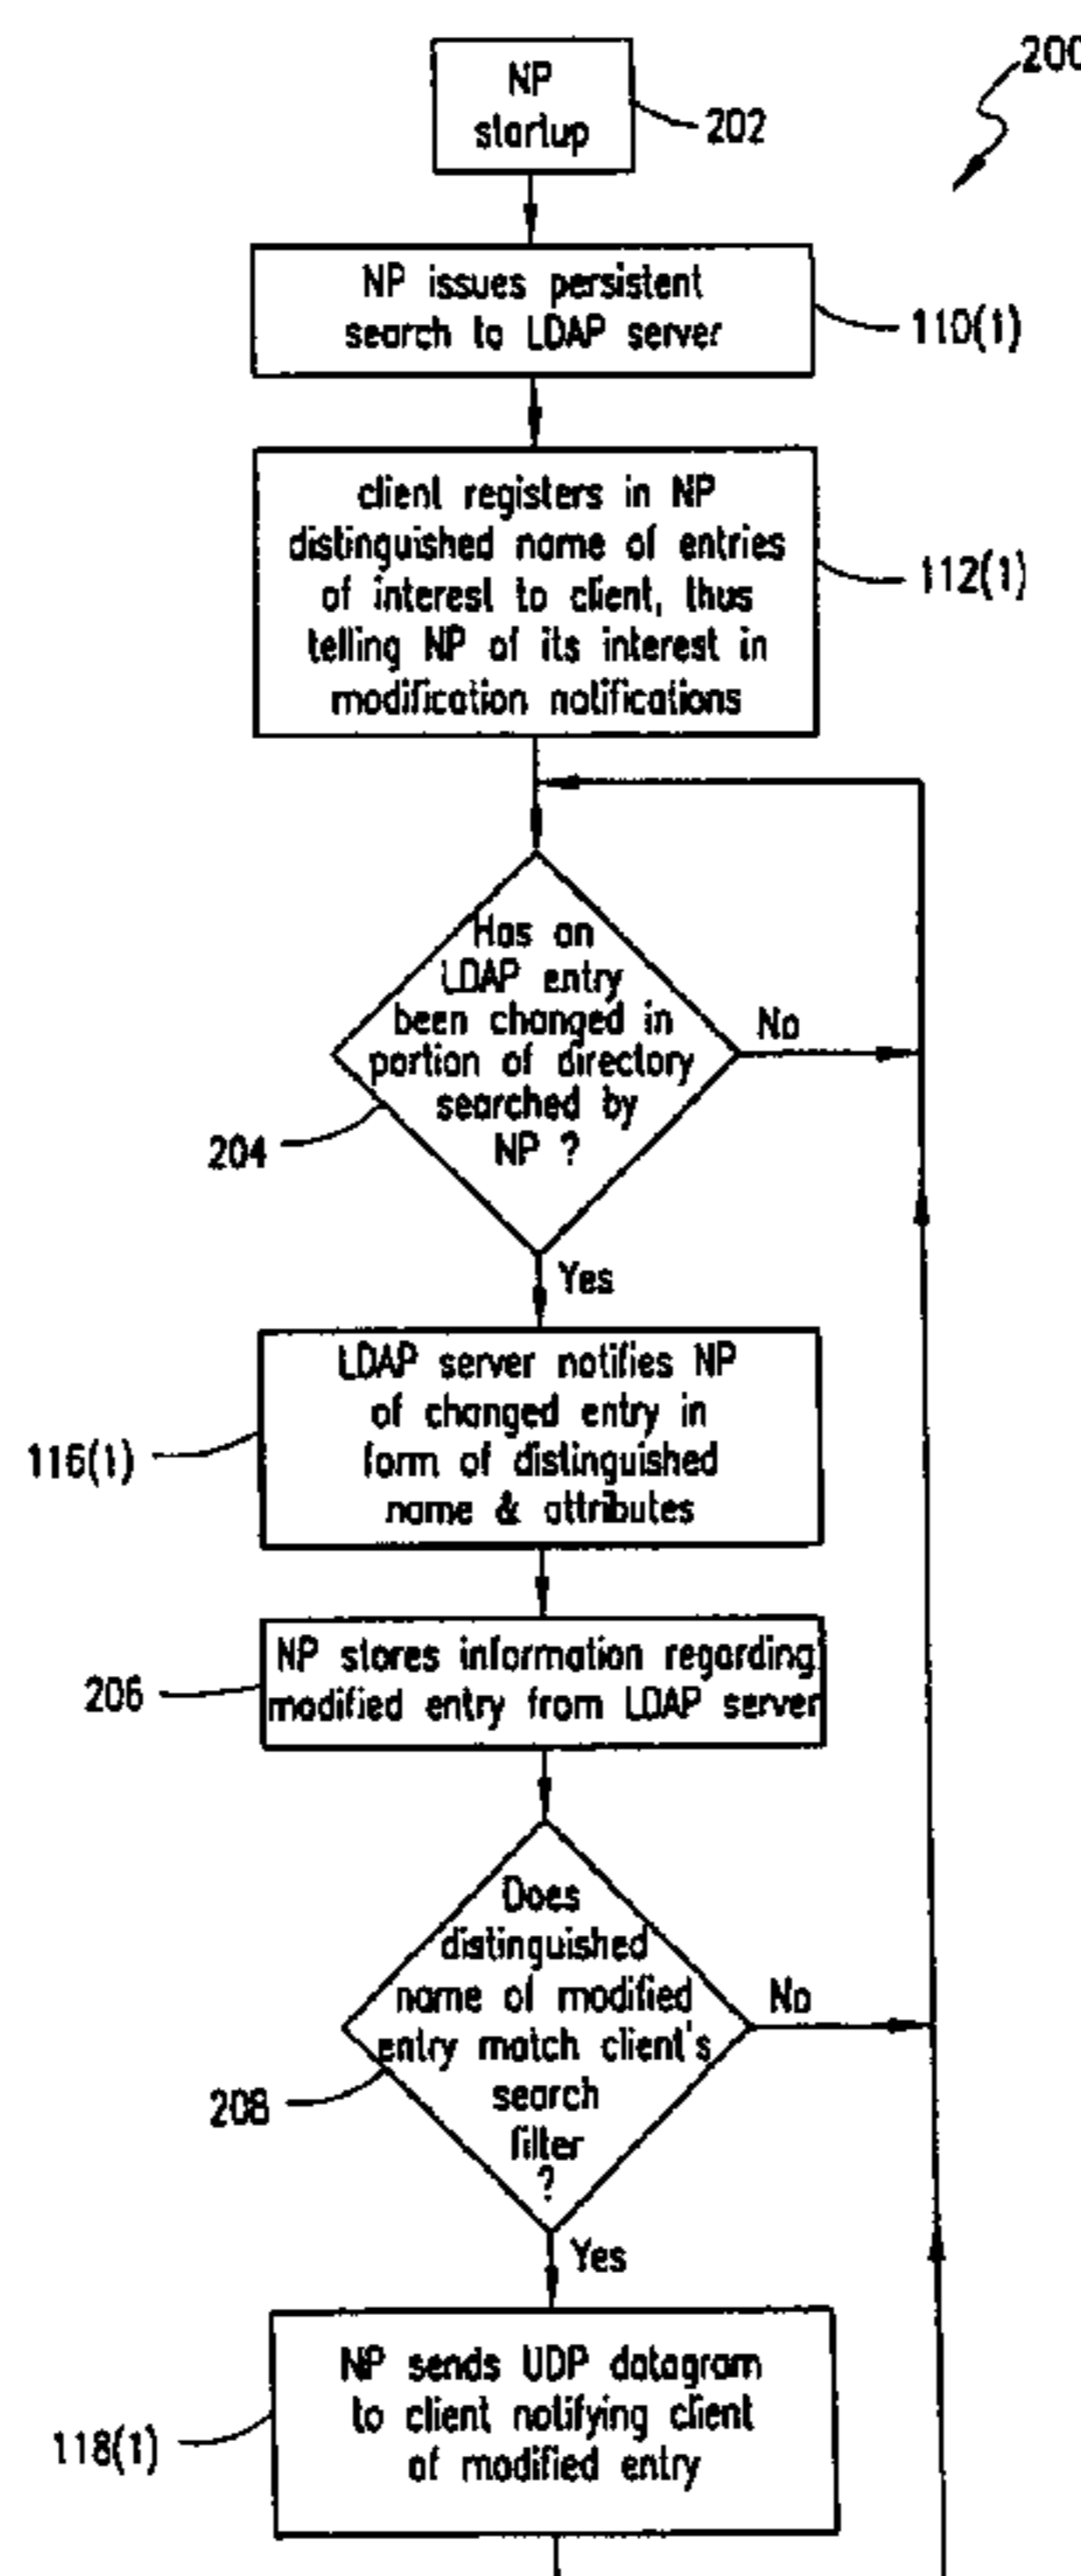 200
NP
startup
202
NP issues persistent
search to LDAP server
110(1)
client registers in NP
distinguished name of entries
of interest to client, thus
telling NP of its interest in
modification notifications
112(1)
Has an
LDAP entry
been changed in
portion of directory
searched by
NP ?
No
204
Yes
LDAP server notifies NP
of changed entry in
form of distinguished
name & attributes
116(1)
NP stores information regarding
modified entry from LDAP server
206
Does
distinguished
name of modified
entry match client's
search
filter
?
No
208
Yes
NP sends UDP datagram
to client notifying client
of modified entry
118(1)